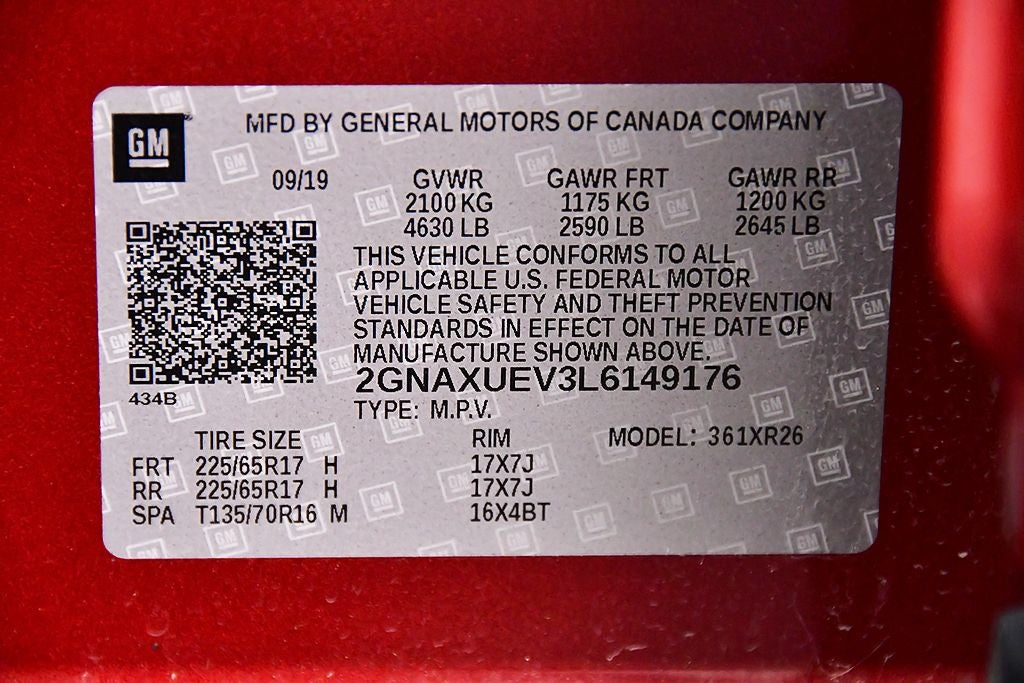 GM
MFD BY GENERAL MOTORS OF CANADA COMPANY
09/19 GVWR GAWR FRT GAWR RR
2100 KG 1175 KG 1200 KG
4630 LB 2590 LB 2645 LB
THIS VEHICLE CONFORMS TO ALL
APPLICABLE U.S. FEDERAL MOTOR
VEHICLE SAFETY AND THEFT PREVENTION
STANDARDS IN EFFECT ON THE DATE OF
MANUFACTURE SHOWN ABOVE.
2GNAXUEV3L6149176
434B
TYPE: M.P.V.
TIRE SIZE RIM MODEL: 361XR26
FRT 225/65R17 H 17X7J
RR 225/65R17 H 17X7J
SPA T135/70R16 M 16X4BT